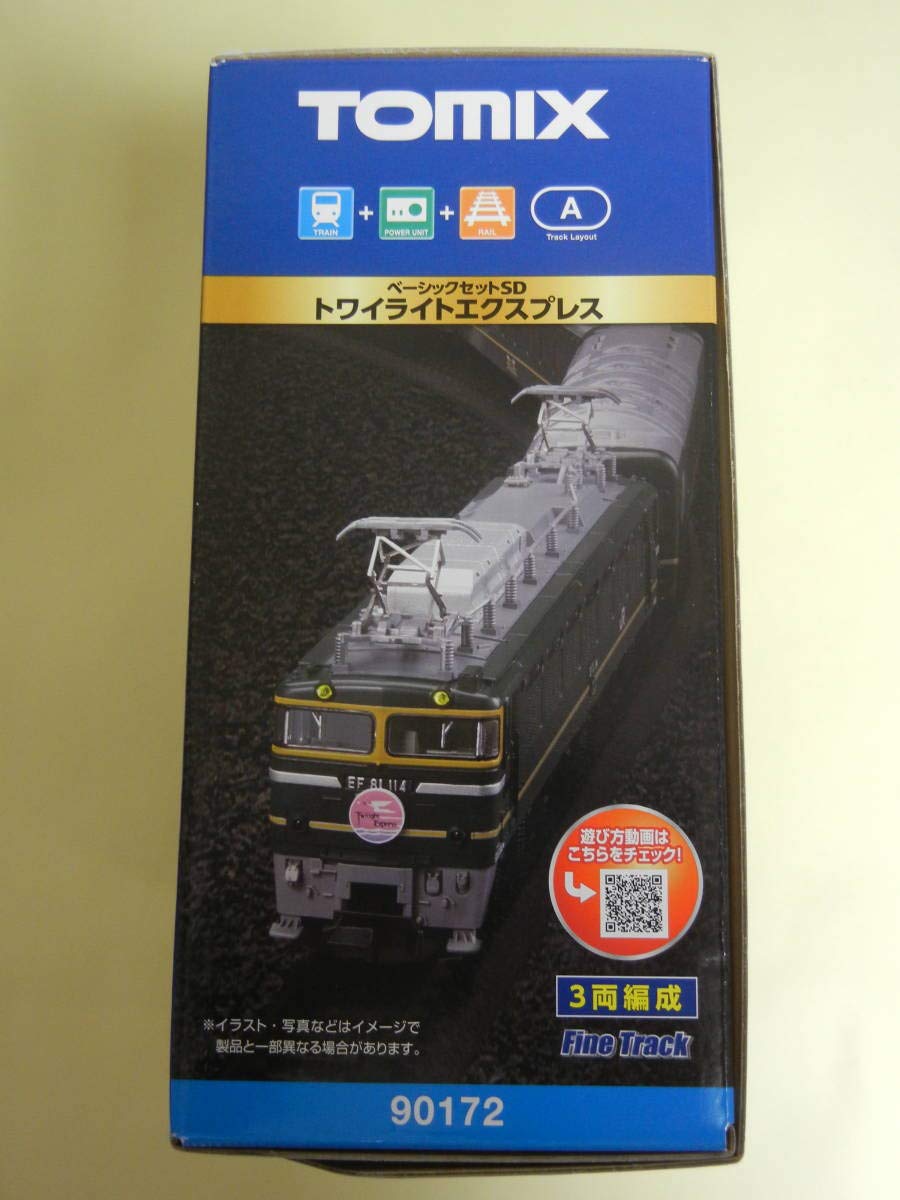 TOMIX
TRAIN + POWER UNIT + RAIL
A
Track Layout
ベーシックセットSD
トワイライトエクスプレス
EF 81 114
Twilight
Express
遊び方動画は
こちらをチェック!
3両編成
Fine Track
※イラスト・写真などはイメージで
製品と一部異なる場合があります。
90172